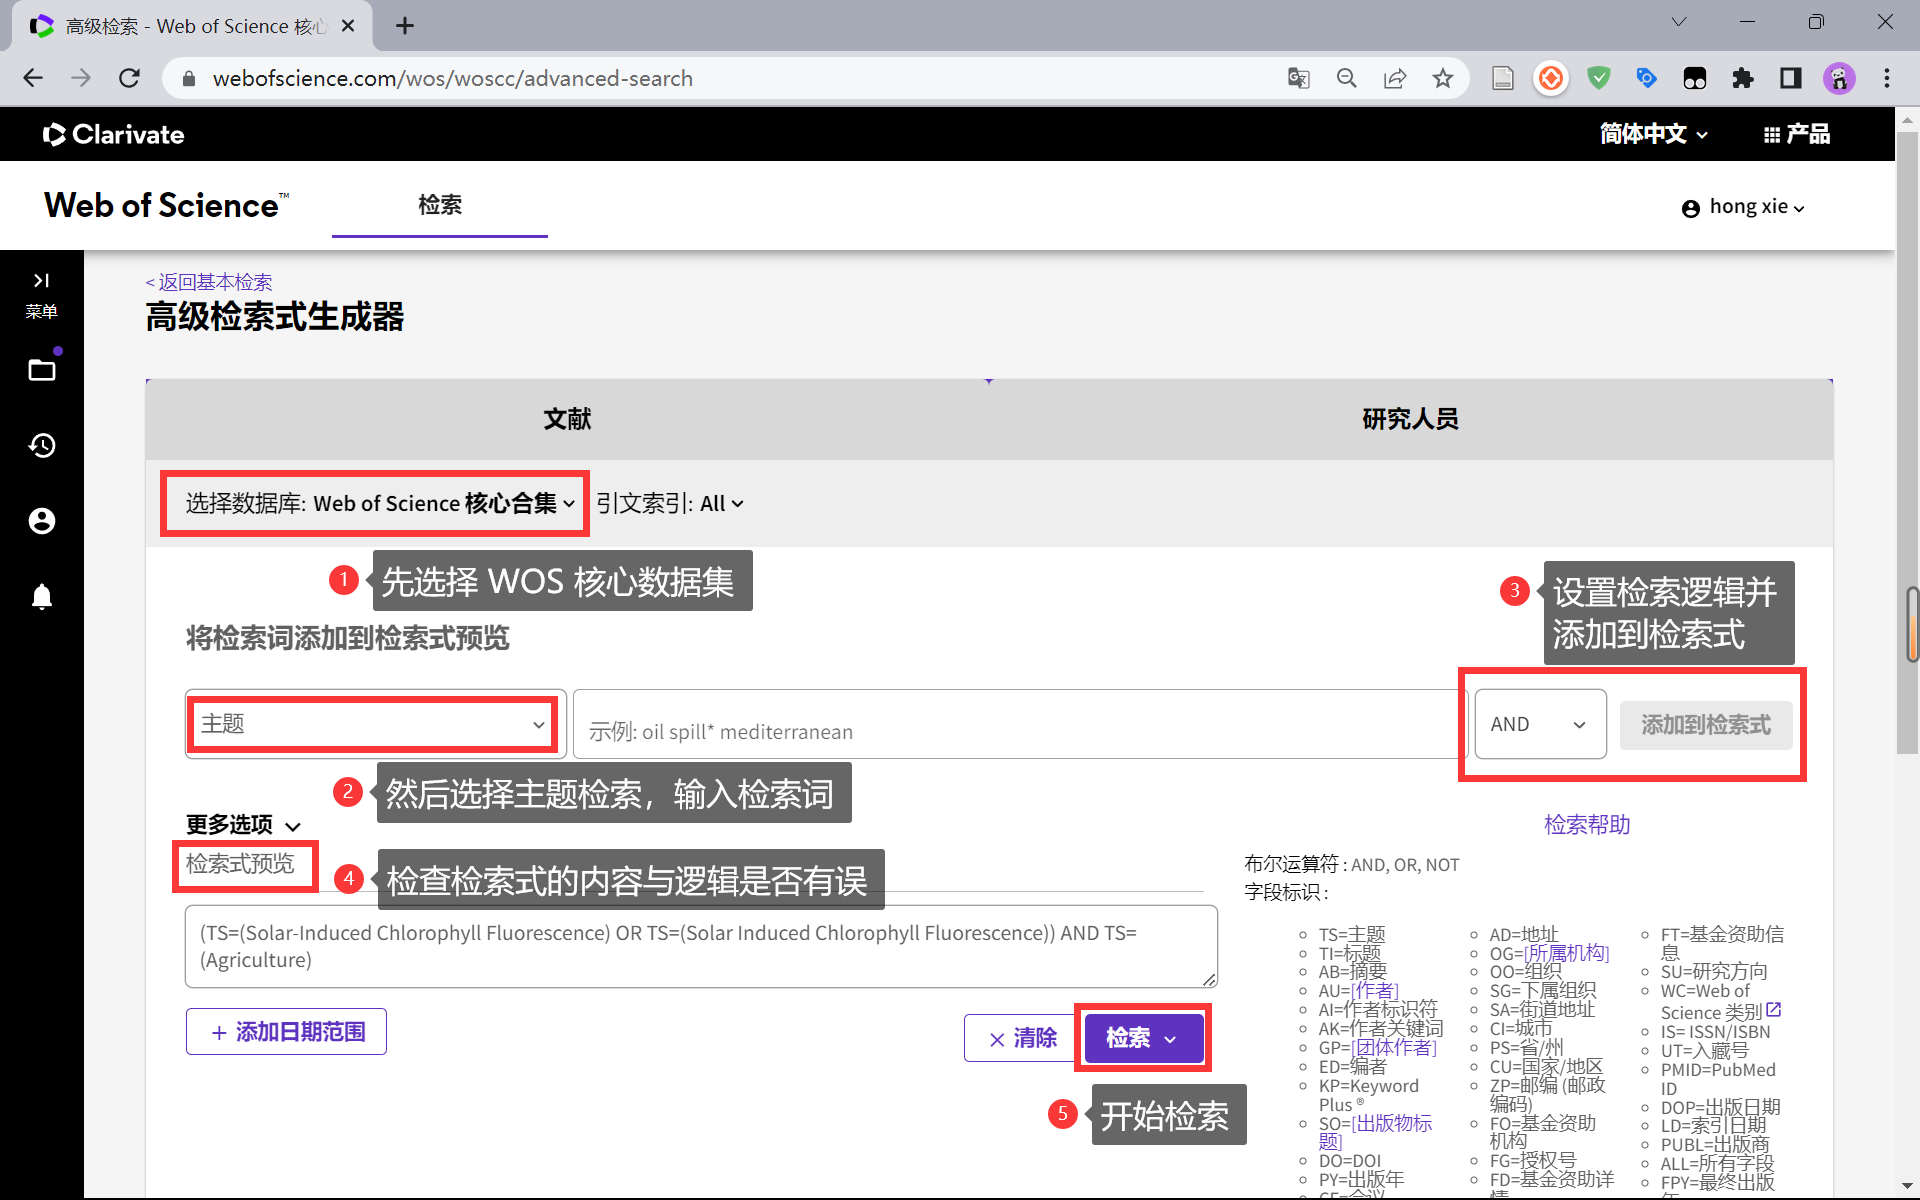 高级检索 - Web of Science 核心
webofscience.com/wos/woscc/advanced-search
Clarivate
简体中文
产品
Web of Science™
检索
hong xie
菜单
< 返回基本检索
高级检索式生成器
文献
研究人员
选择数据库: Web of Science 核心合集
引文索引: All
1
先选择 WOS 核心数据集
3
设置检索逻辑并
添加到检索式
将检索词添加到检索式预览
主题
示例: oil spill* mediterranean
AND
添加到检索式
2
然后选择主题检索，输入检索词
更多选项
检索帮助
检索式预览
4
检查检索式的内容与逻辑是否有误
(TS=(Solar-Induced Chlorophyll Fluorescence) OR TS=(Solar Induced Chlorophyll Fluorescence)) AND TS=
(Agriculture)
+ 添加日期范围
× 清除
检索
5
开始检索
布尔运算符 : AND, OR, NOT
字段标识 :
TS=主题
TI=标题
AB=摘要
AU=[作者]
AI=作者标识符
AK=作者关键词
GP=[团体作者]
ED=编者
KP=Keyword
Plus ®
SO=[出版物标
题]
DO=DOI
PY=出版年
CF=会议
AD=地址
OG=[所属机构]
OO=组织
SG=下属组织
SA=街道地址
CI=城市
PS=省/州
CU=国家/地区
ZP=邮编 (邮政
编码)
FO=基金资助
机构
FG=授权号
FD=基金资助详
情
FT=基金资助信
息
SU=研究方向
WC=Web of
Science 类别
IS= ISSN/ISBN
UT=入藏号
PMID=PubMed
ID
DOP=出版日期
LD=索引日期
PUBL=出版商
ALL=所有字段
FPY=最终出版
年